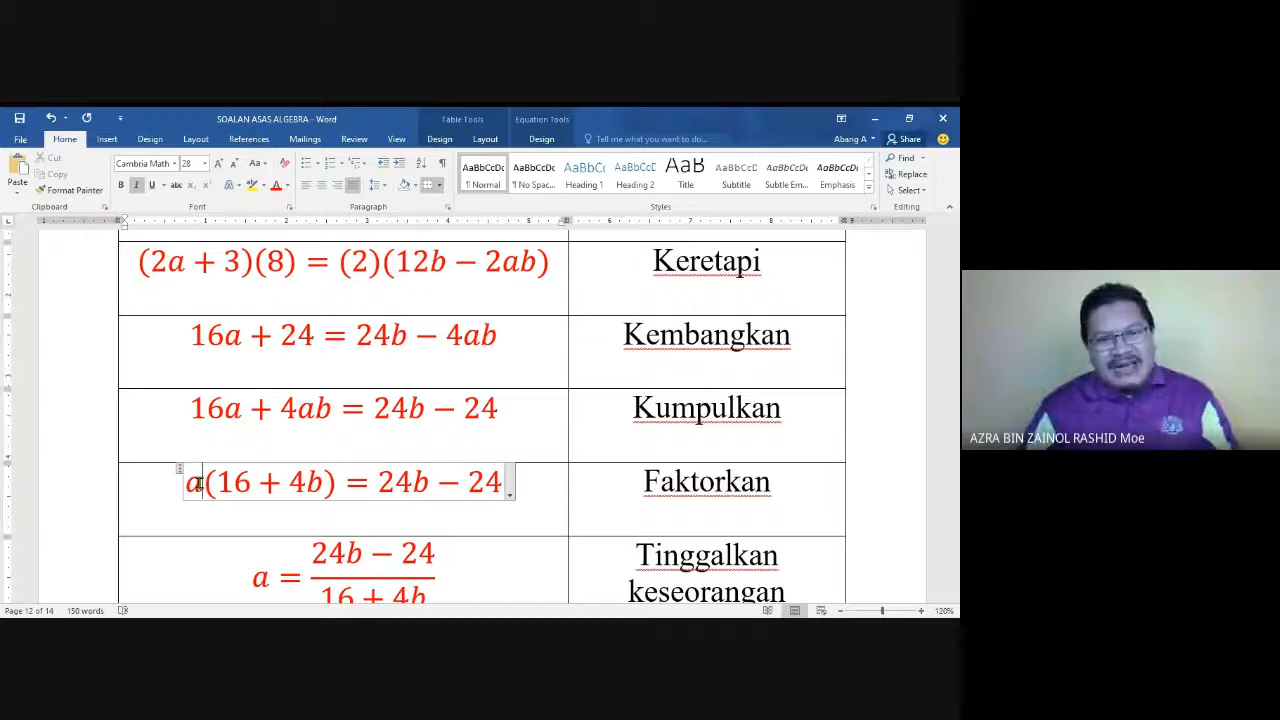 SOALAN ASAS ALGEBRA - Word
Table Tools
Equation Tools
File
Home
Insert
Design
Layout
References
Mailings
Review
View
Design
Layout
Design
Tell me what you want to do...
Abang A
Share
Paste
Cut
Copy
Format Painter
Clipboard
Cambria Math
28
Font
Paragraph
AaBbCcDc
¶ Normal
AaBbCcDc
¶ No Spac...
AaBbC
Heading 1
AaBbCcD
Heading 2
AaB
Title
AaBbCcD
Subtitle
AaBbCcDc
Subtle Em...
AaBbCcDc
Emphasis
Styles
Find
Replace
Select
Editing
(2a + 3)(8) = (2)(12b − 2ab)
Keretapi
16a + 24 = 24b − 4ab
Kembangkan
16a + 4ab = 24b − 24
Kumpulkan
a(16 + 4b) = 24b − 24
Faktorkan
a = 24b − 24
16 + 4b
Tinggalkan
keseorangan
Page 12 of 14
150 words
120%
AZRA BIN ZAINOL RASHID Moe